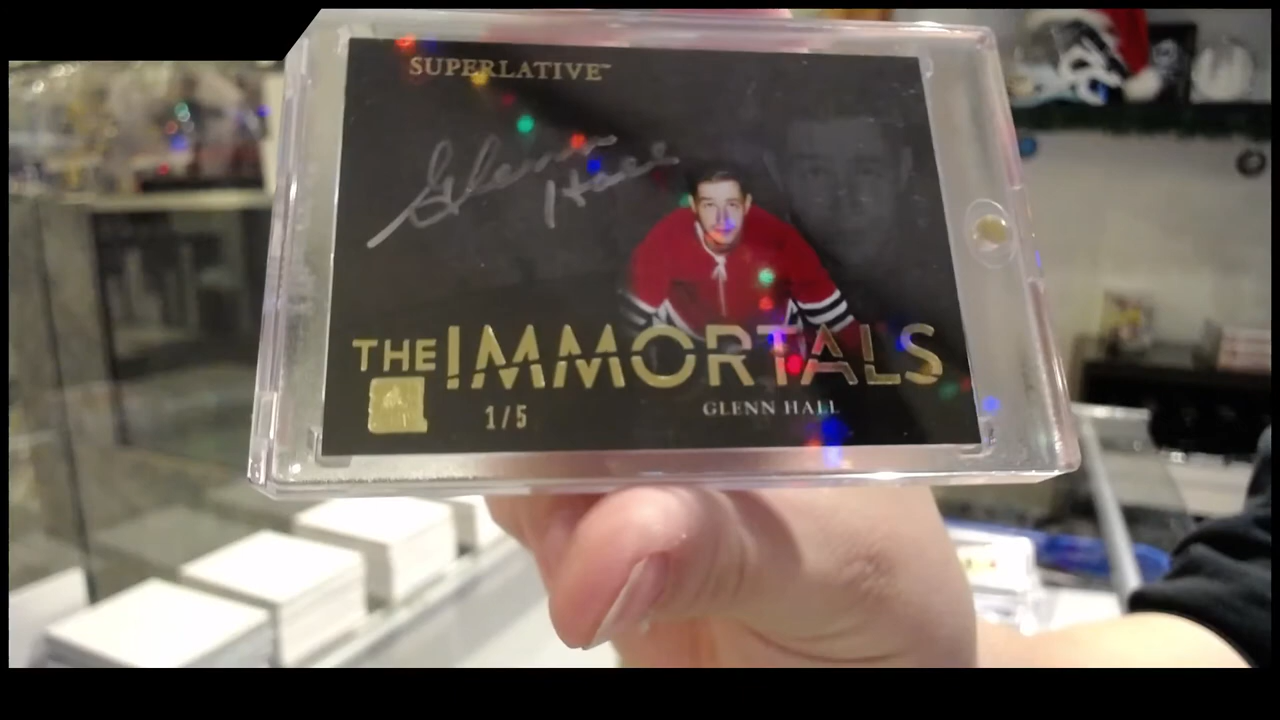 SUPERLATIVE™
Glenn
Hall
THE IMMORTALS
1/5
GLENN HALL